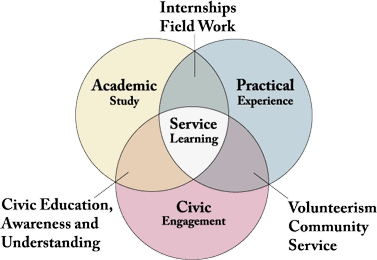 Internships
Field Work
Academic
Study
Practical
Experience
Service
Learning
Civic Education,
Awareness and
Understanding
Civic
Engagement
Volunteerism
Community
Service